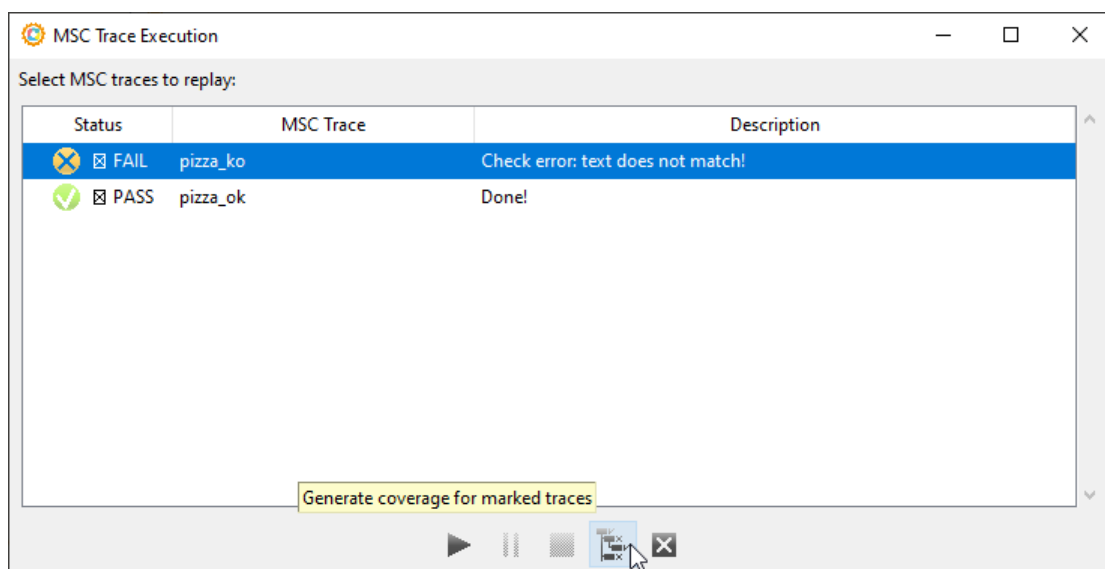 MSC Trace Execution
Select MSC traces to replay:
Status MSC Trace Description
FAIL pizza_ko Check error: text does not match!
PASS pizza_ok Done!
Generate coverage for marked traces